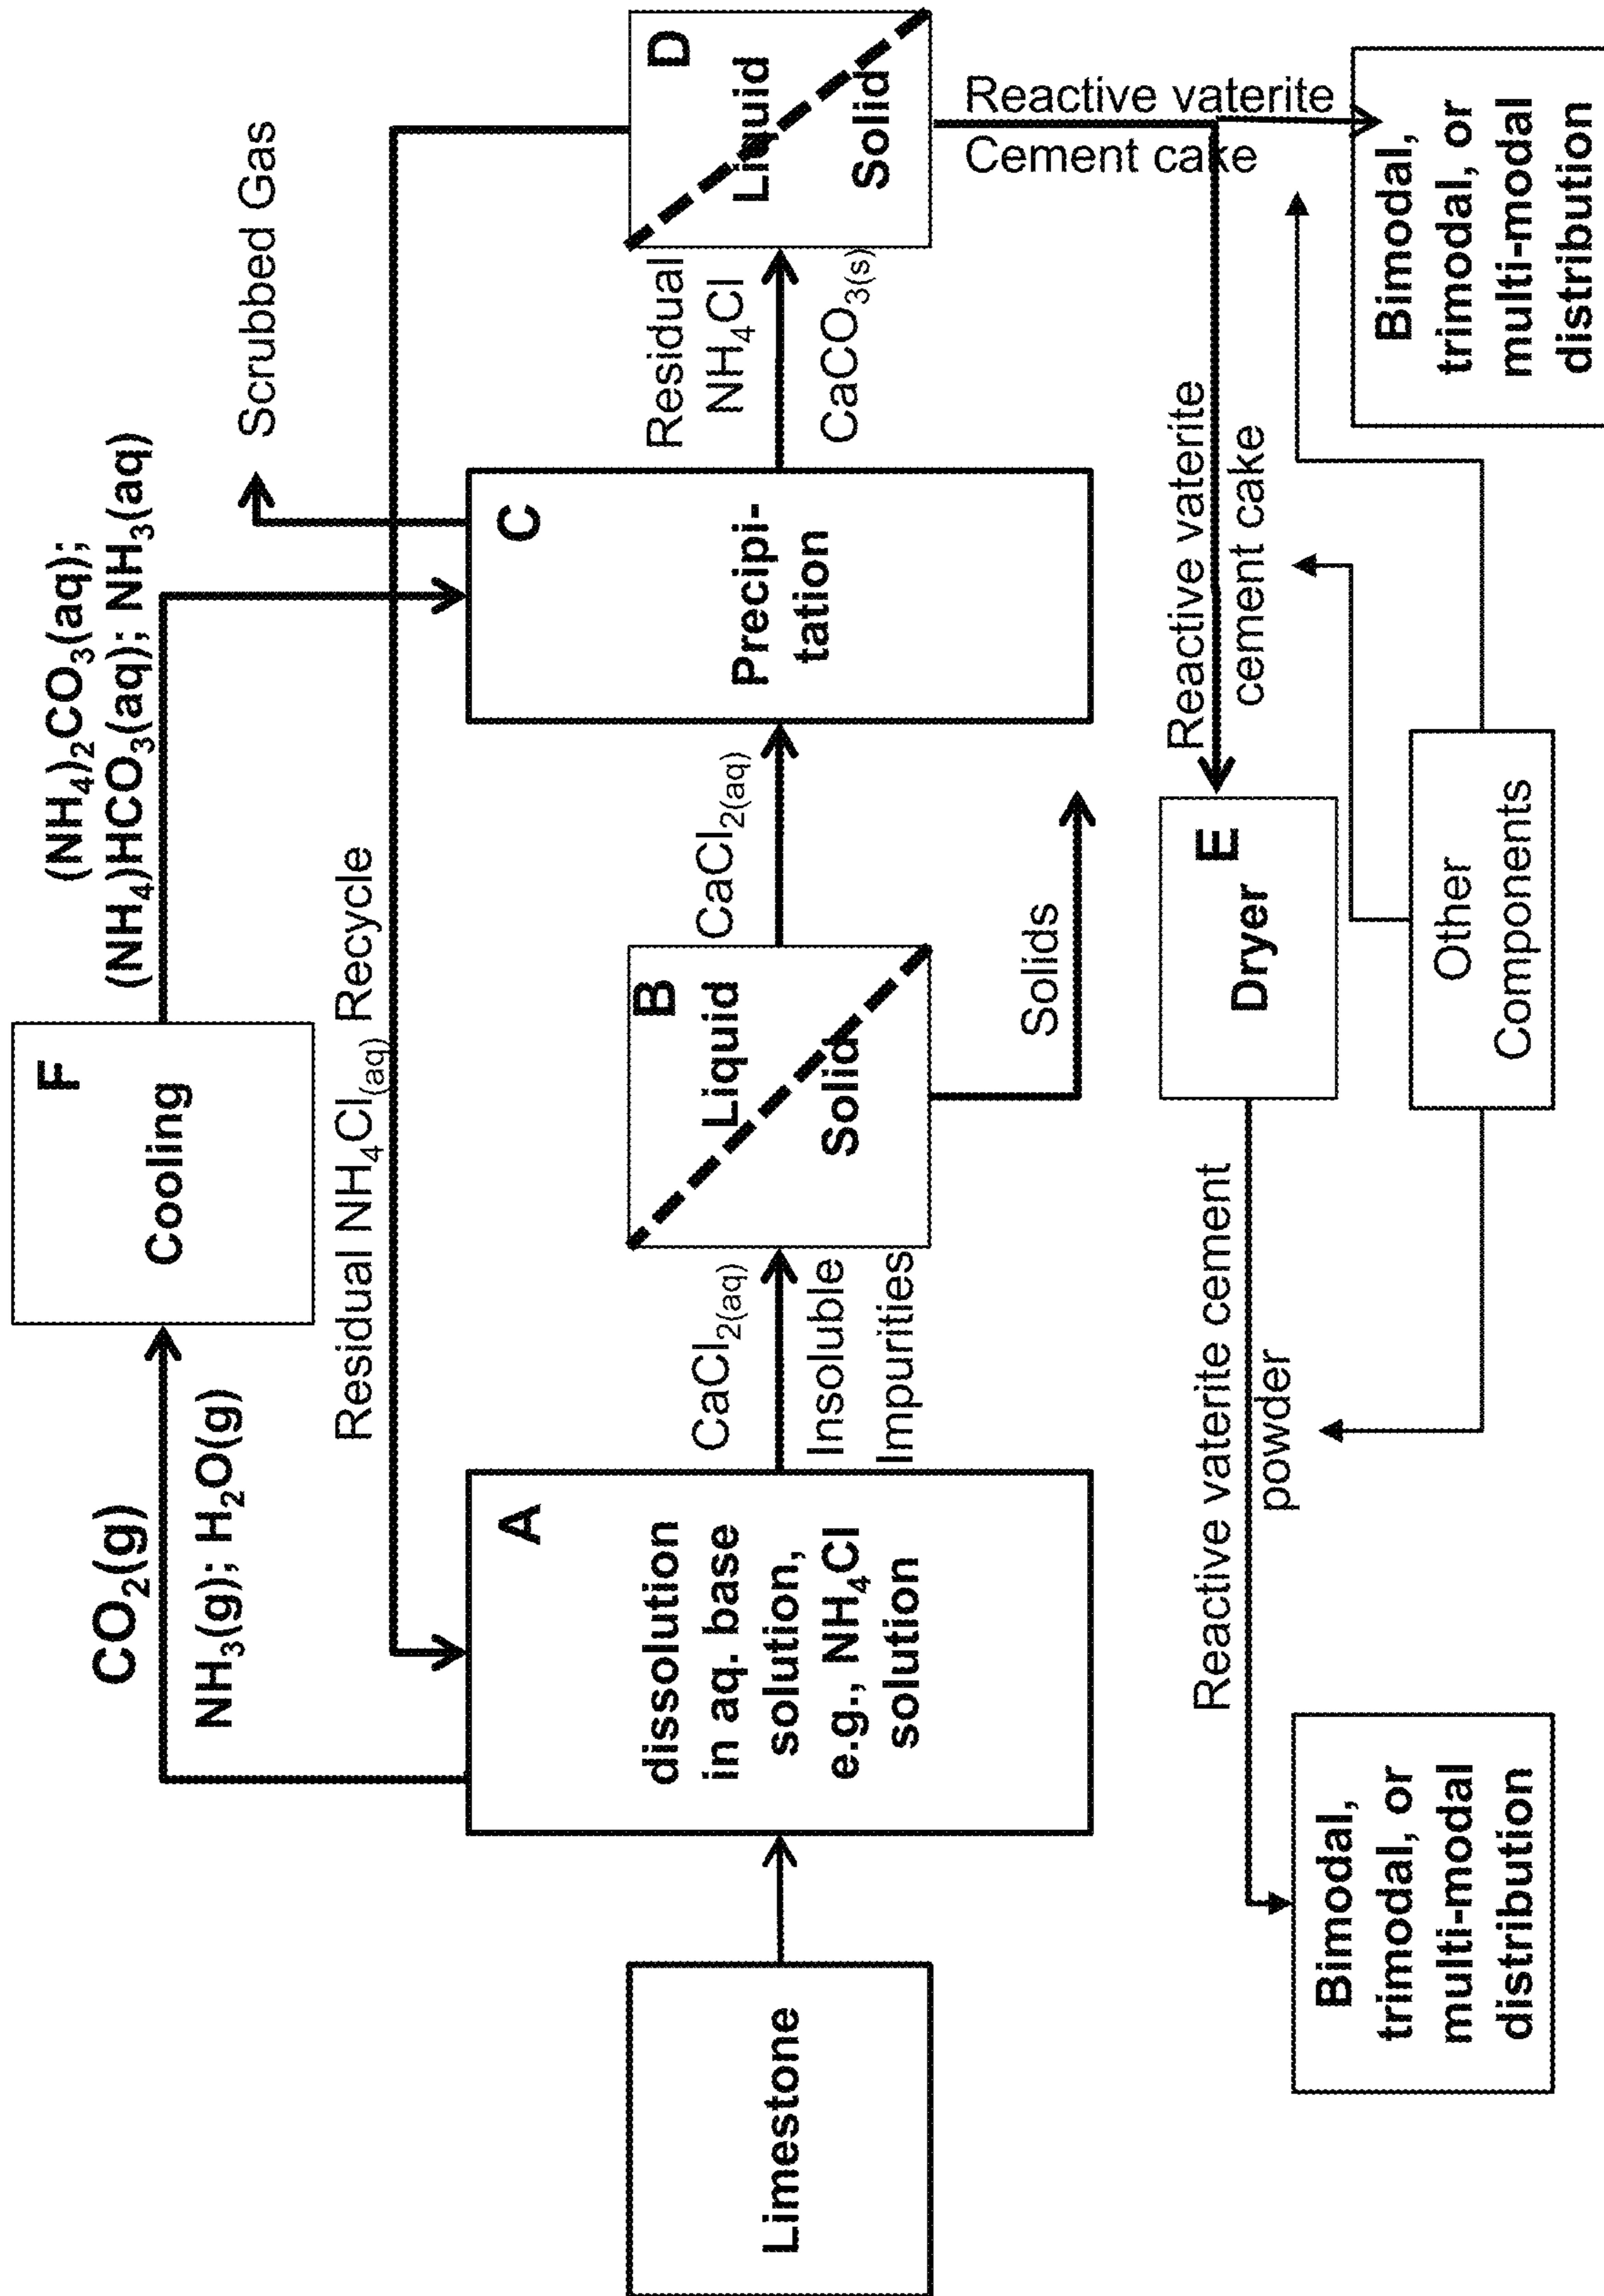 Limestone
A
dissolution
in aq. base
solution,
e.g., NH₄Cl
solution
CO₂(g)
NH₃(g); H₂O(g)
F
Cooling
(NH₄)₂CO₃(aq);
(NH₄)HCO₃(aq); NH₃(aq)
Residual NH₄Cl(aq) Recycle
Scrubbed Gas
CaCl₂(aq)
Insoluble
Impurities
B
Liquid
Solid
CaCl₂(aq)
Solids
C
Precipi-
tation
Residual
NH₄Cl
CaCO₃(s)
D
Liquid
Solid
Reactive vaterite
Cement cake
Reactive vaterite
cement cake
E
Dryer
Reactive vaterite cement
powder
Other
Components
Bimodal,
trimodal, or
multi-modal
distribution
Bimodal,
trimodal, or
multi-modal
distribution